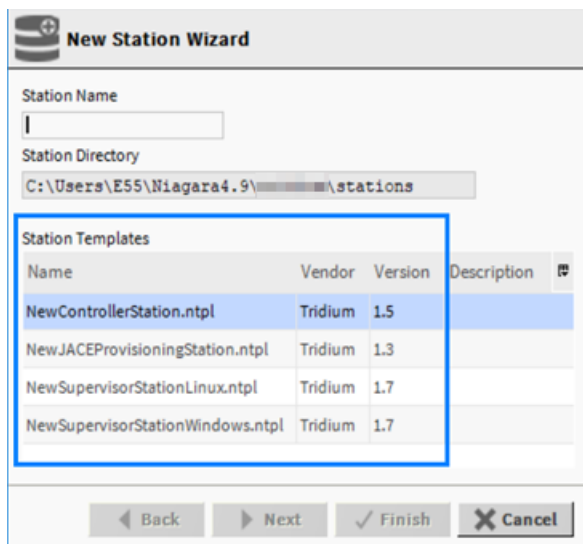 New Station Wizard
Station Name
Station Directory
C:\Users\E55\Niagara4.9\ \stations
Station Templates
Name Vendor Version Description
NewControllerStation.ntpl Tridium 1.5
NewJACEProvisioningStation.ntpl Tridium 1.3
NewSupervisorStationLinux.ntpl Tridium 1.7
NewSupervisorStationWindows.ntpl Tridium 1.7
Back Next Finish Cancel